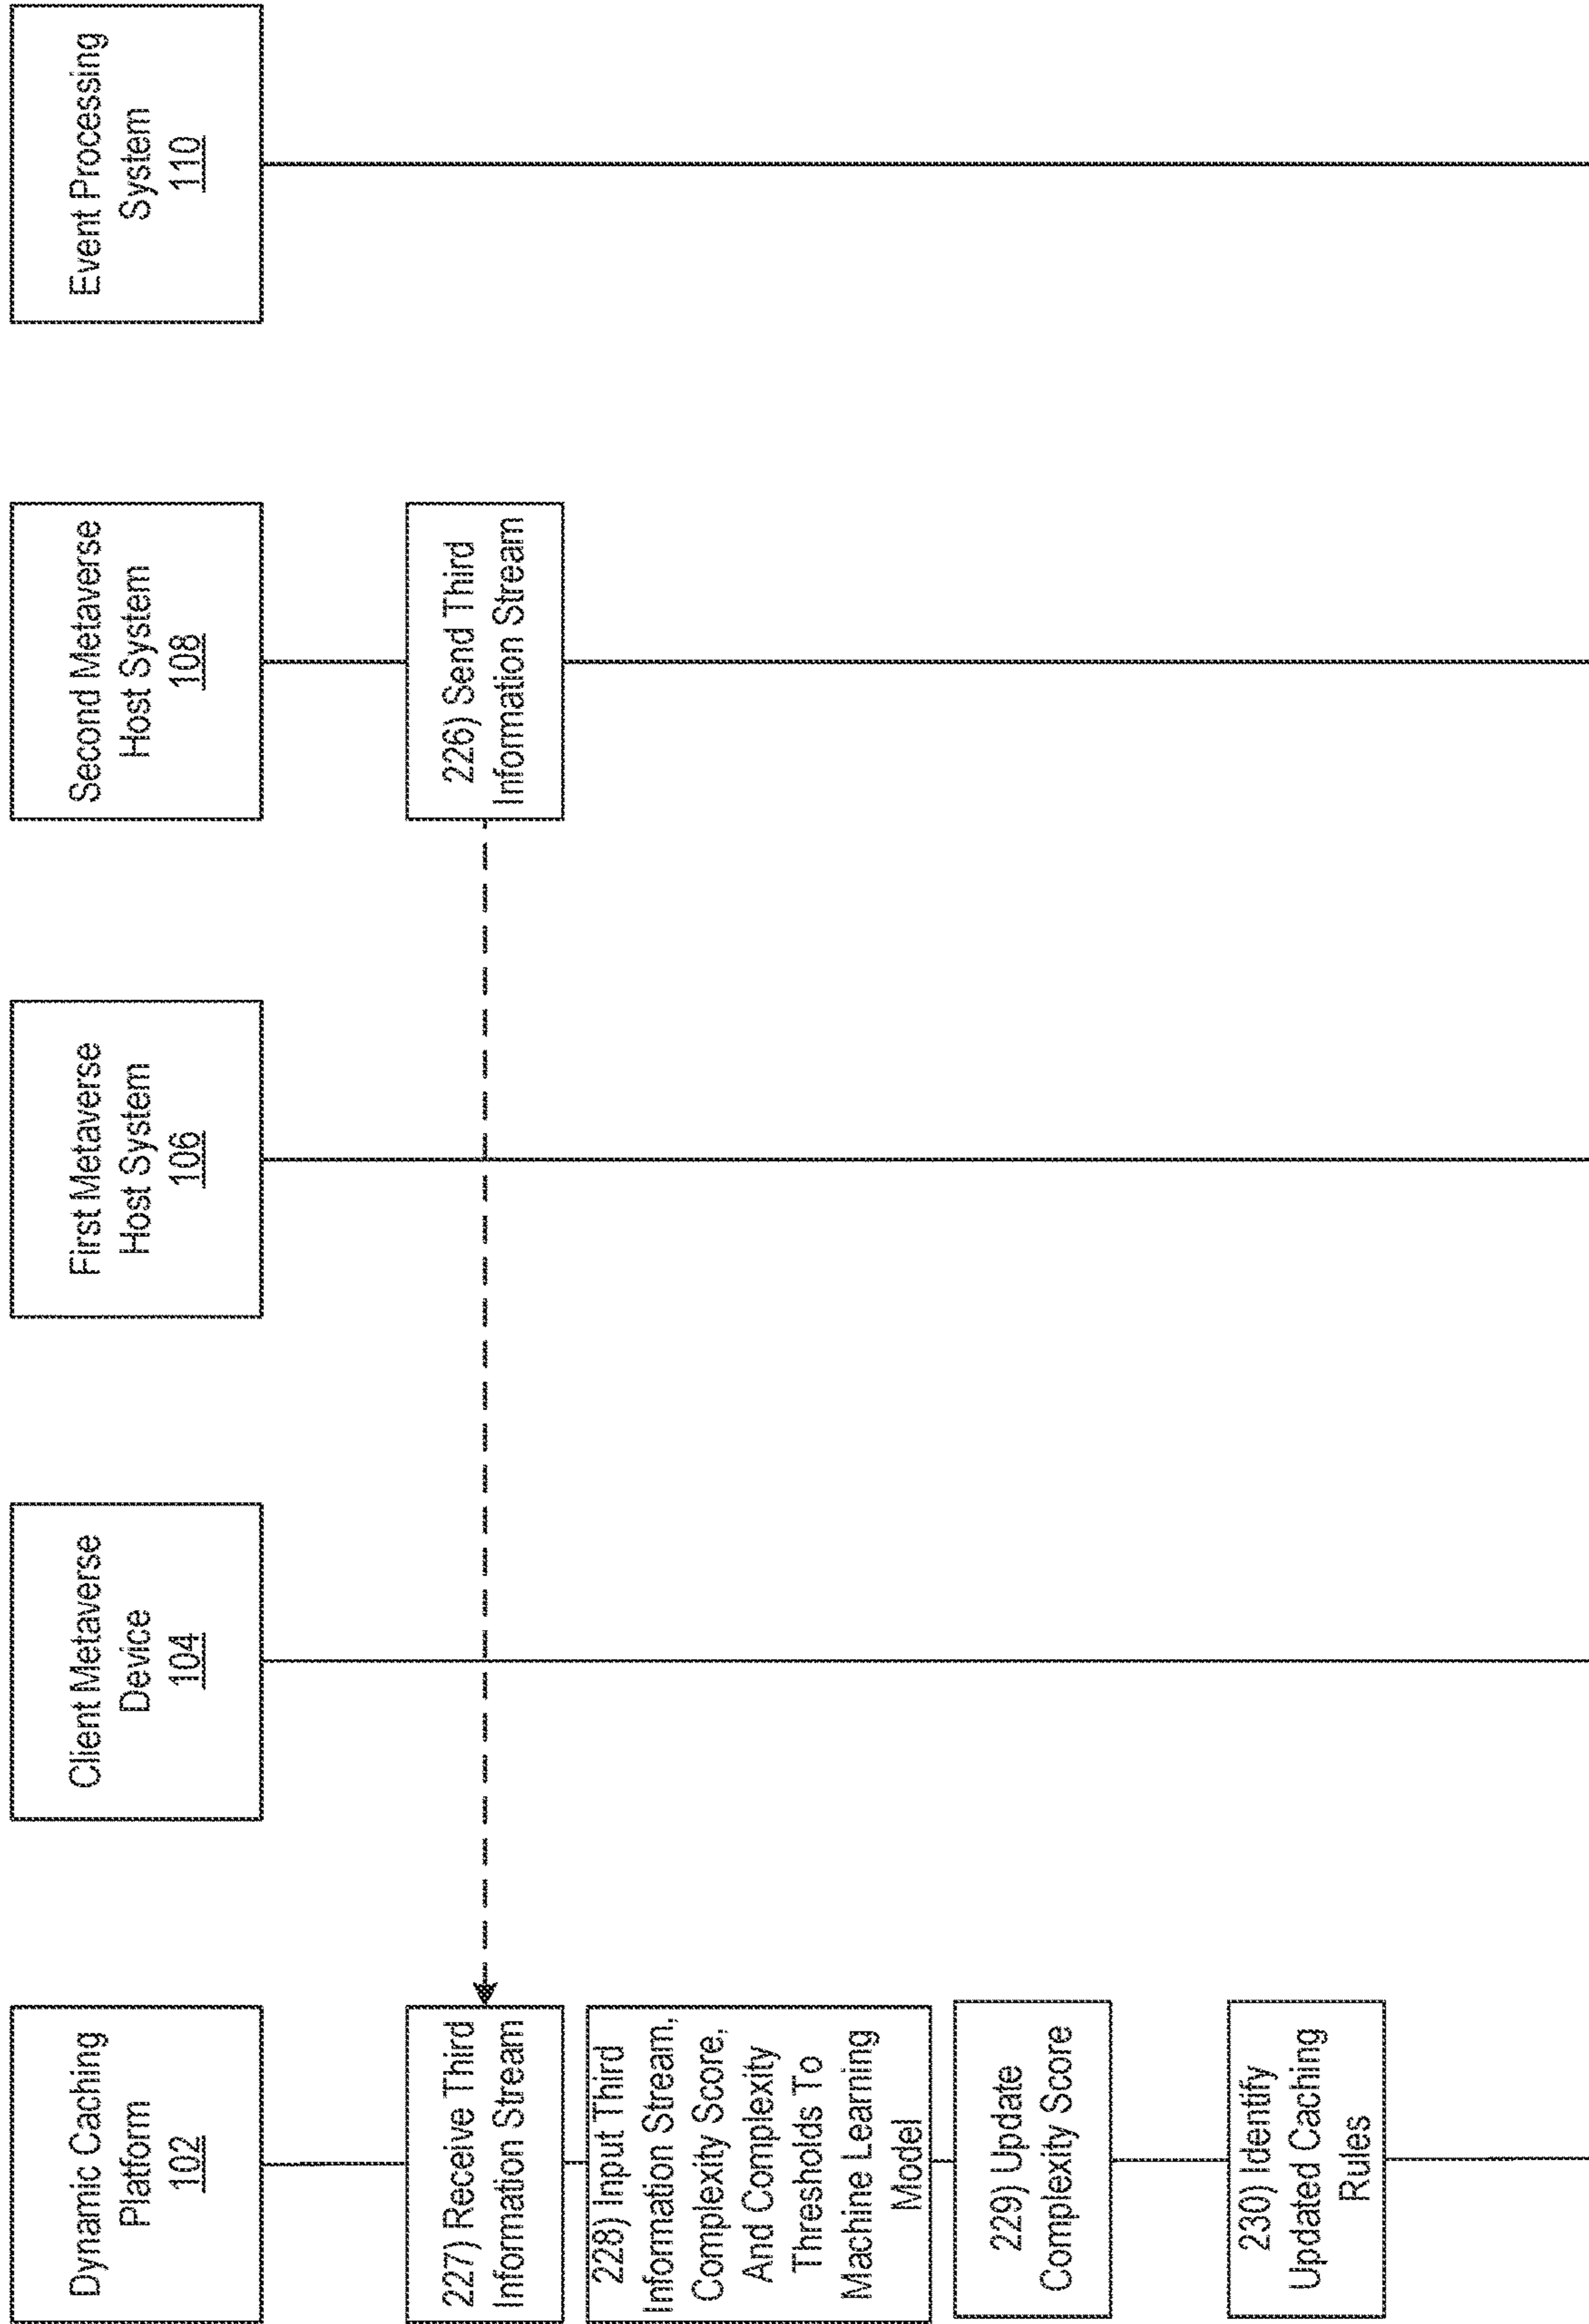 Dynamic Caching
Platform
102
Client Metaverse
Device
104
First Metaverse
Host System
106
Second Metaverse
Host System
108
Event Processing
System
110
226) Send Third
Information Stream
227) Receive Third
Information Stream
228) Input Third
Information Stream,
Complexity Score,
And Complexity
Thresholds To
Machine Learning
Model
229) Update
Complexity Score
230) Identify
Updated Caching
Rules